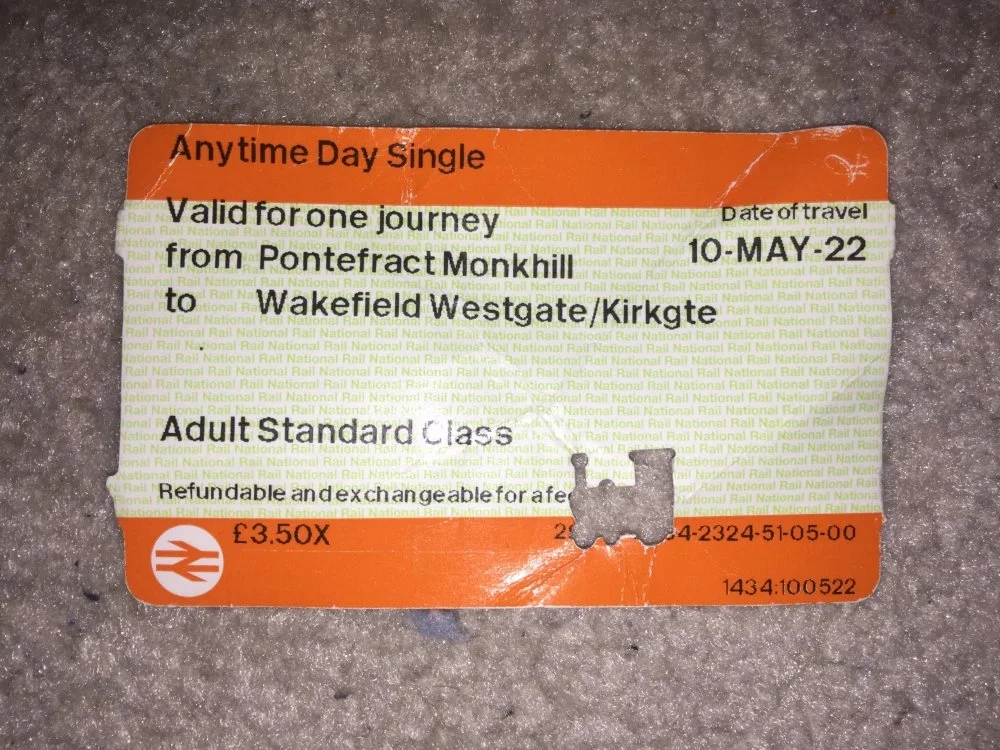 Anytime Day Single
Valid for one journey
Date of travel
from Pontefract Monkhill
10-MAY-22
to Wakefield Westgate/Kirkgte
Adult Standard Class
Refundable and exchangeable for a
£3.50X
4-2324-51-05-00
1434:100522